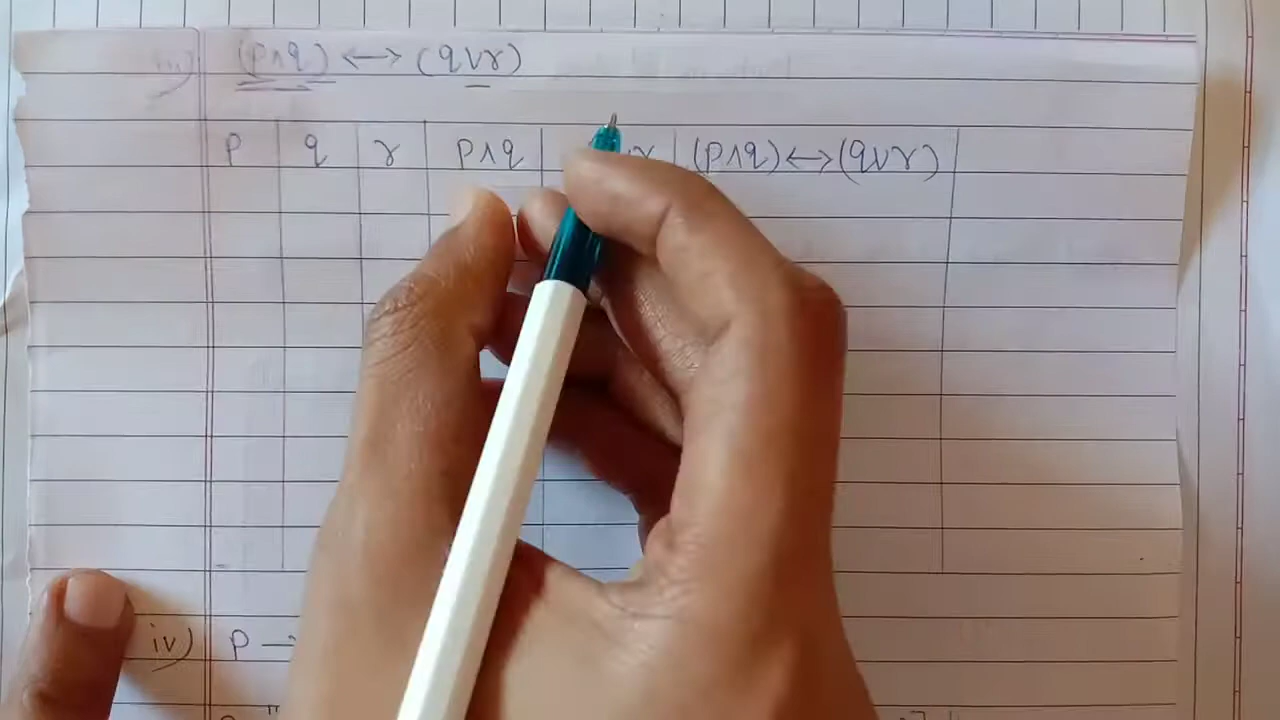 iii) (p∧q) ↔ (q∨r)
p q r p∧q r (p∧q)↔(q∨r)
iv) p →